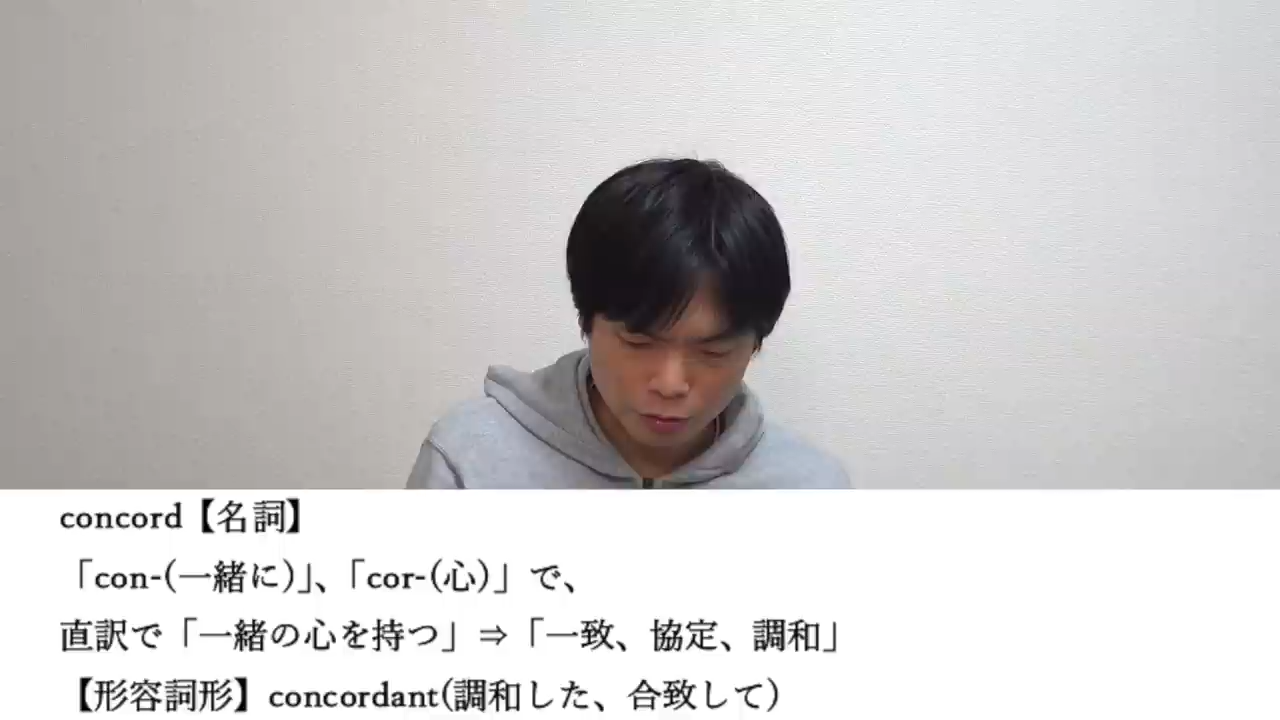 concord【名詞】
「con-(一緒に)」、「cor-(心)」で、
直訳で「一緒の心を持つ」⇒「一致、協定、調和」
【形容詞形】concordant(調和した、合致して)